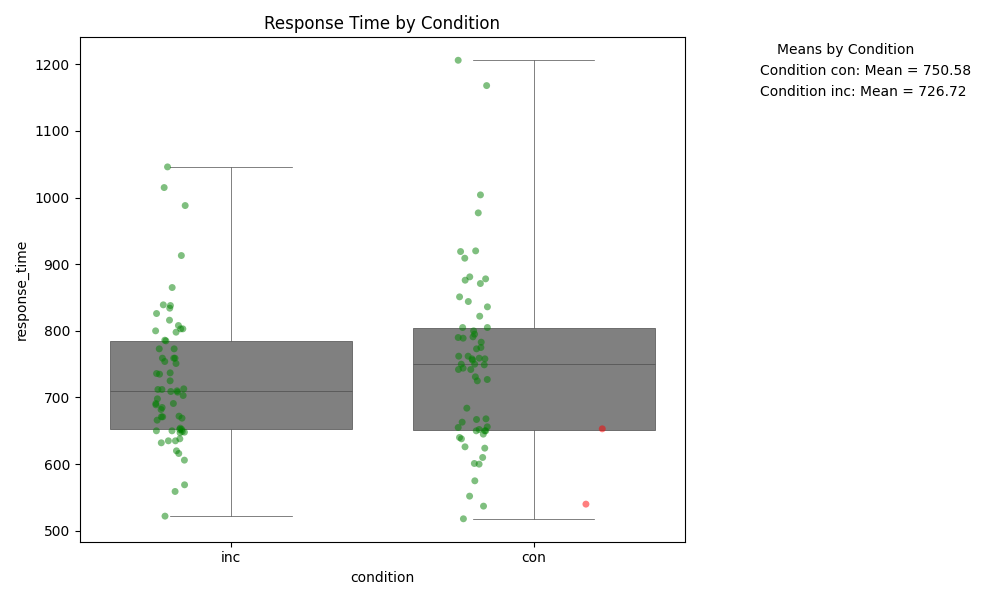 Response Time by Condition
Means by Condition
Condition con: Mean = 750.58
Condition inc: Mean = 726.72
response_time
1200
1100
1000
900
800
700
600
500
inc con
condition